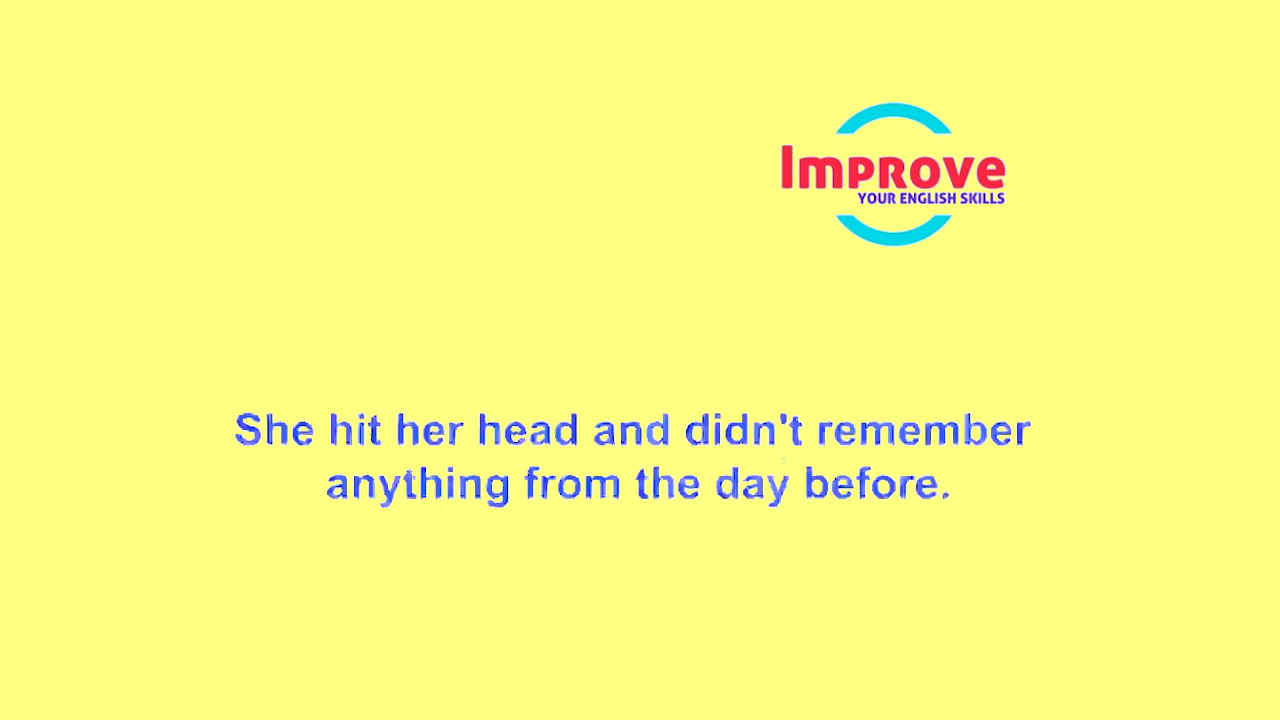 Improve
YOUR ENGLISH SKILLS
She hit her head and didn't remember
anything from the day before.